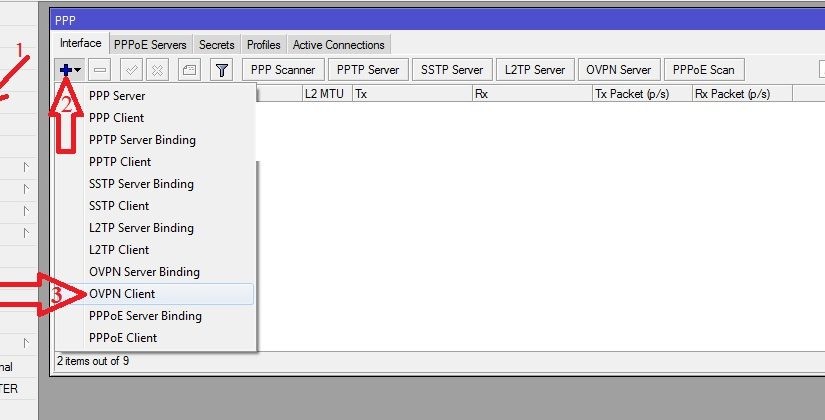 PPP
Interface PPPoE Servers Secrets Profiles Active Connections
1
PPP Scanner PPTP Server SSTP Server L2TP Server OVPN Server PPPoE Scan
2
L2 MTU Tx Rx Tx Packet (p/s) Rx Packet (p/s)
PPP Server
PPP Client
PPTP Server Binding
PPTP Client
SSTP Server Binding
SSTP Client
L2TP Server Binding
L2TP Client
OVPN Server Binding
3 OVPN Client
PPPoE Server Binding
PPPoE Client
2 items out of 9
nal
TER